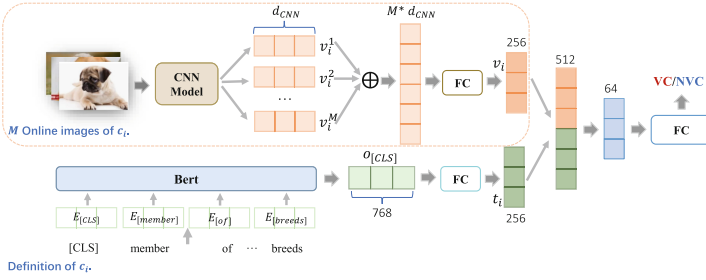 d_CNN
M* d_CNN
CNN
Model
v_i^1
v_i^2
...
v_i^M
⊕
FC
v_i
256
512
64
VC/NVC
FC
M Online images of c_i.
Bert
o_[CLS]
768
FC
t_i
256
E_[CLS] E_[member] E_[of] E_[breeds]
[CLS] member of ... breeds
Definition of c_i.